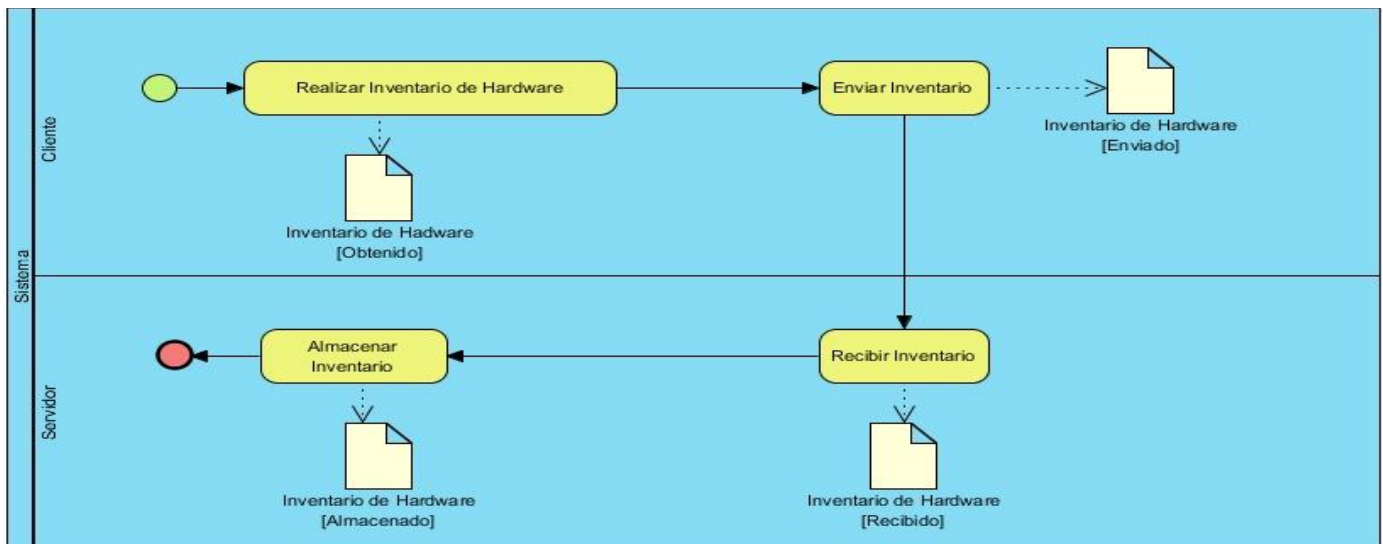 Sistema
Cliente
Realizar Inventario de Hardware
Enviar Inventario
Inventario de Hardware
[Enviado]
Inventario de Hadware
[Obtenido]
Servidor
Almacenar
Inventario
Recibir Inventario
Inventario de Hardware
[Almacenado]
Inventario de Hardware
[Recibido]